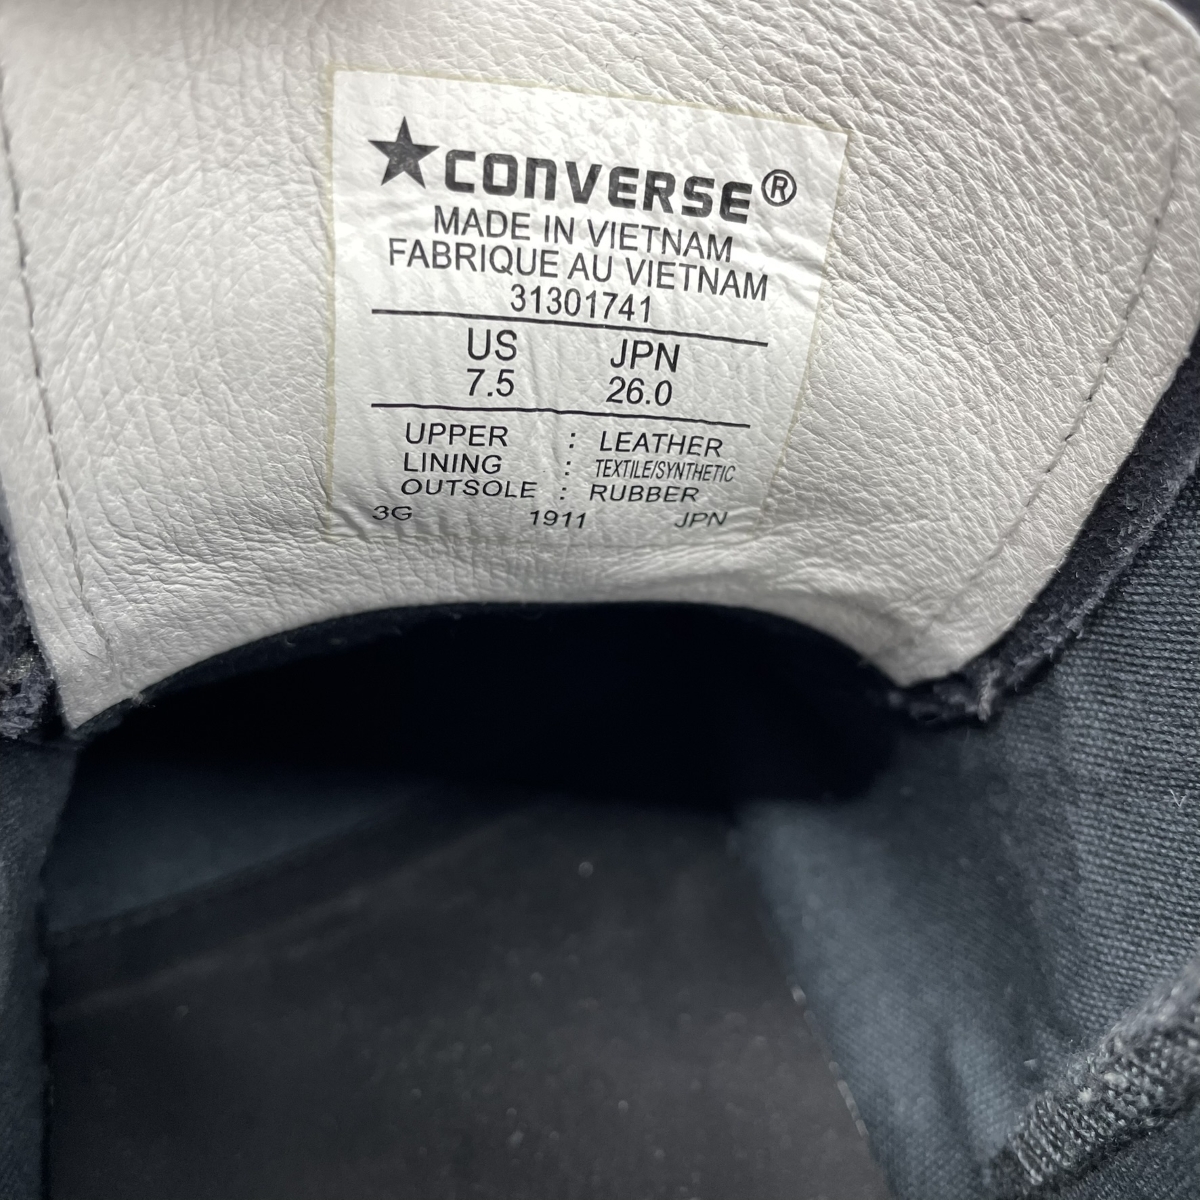 ★CONVERSE®
MADE IN VIETNAM
FABRIQUE AU VIETNAM
31301741
US JPN
7.5 26.0
UPPER : LEATHER
LINING : TEXTILE/SYNTHETIC
OUTSOLE : RUBBER
3G 1911 JPN